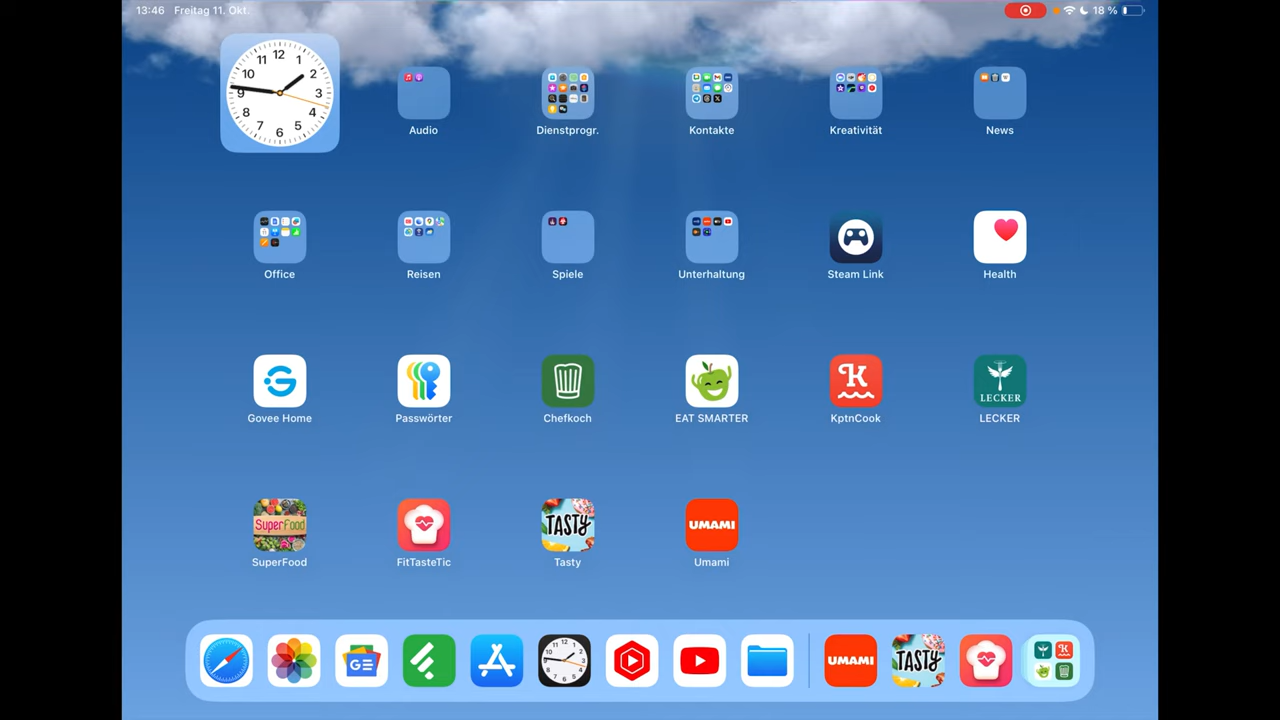 13:46 Freitag 11. Okt.
18 %
12
11 1
10 2
9 3
8 4
7 5
6
Audio
Dienstprogr.
Kontakte
Kreativität
News
Office
Reisen
Spiele
Unterhaltung
Steam Link
Health
LECKER
Govee Home
Passwörter
Chefkoch
EAT SMARTER
KptnCook
LECKER
SuperFood
TASTY
UMAMI
SuperFood
FitTasteTic
Tasty
Umami
GE
UMAMI
TASTY